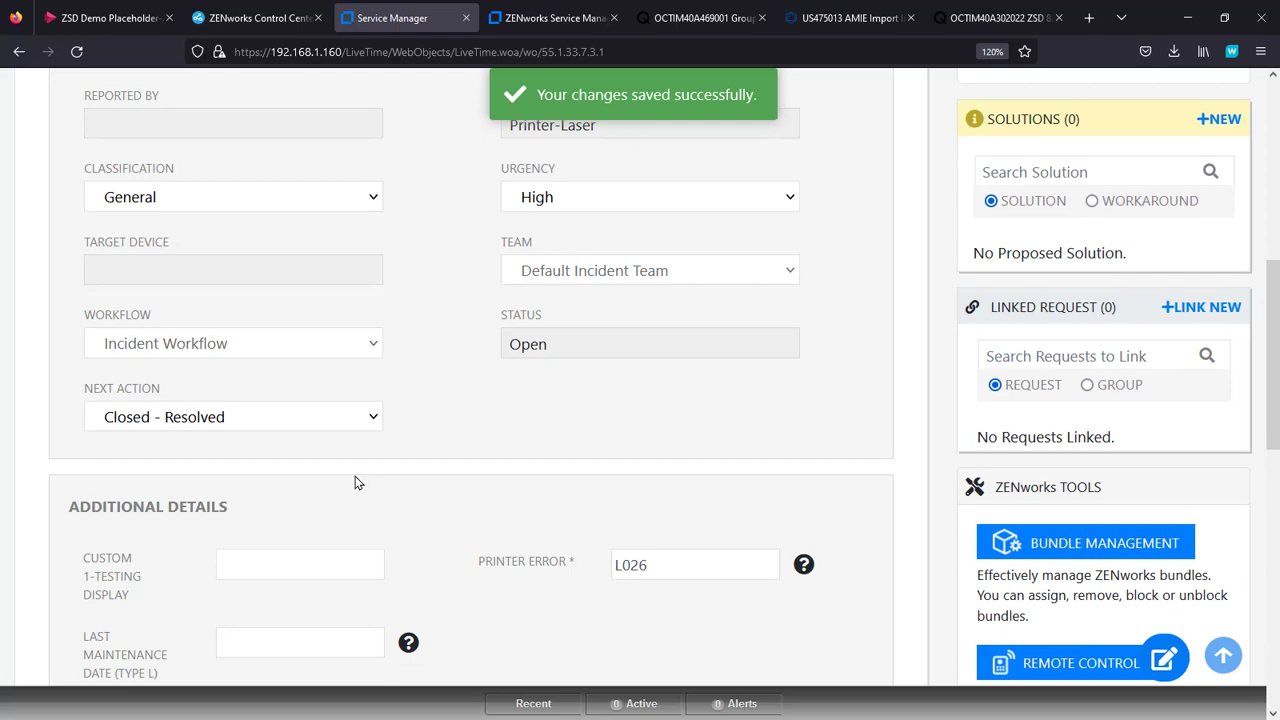 ZSD Demo Placeholder-
ZENworks Control Cente
Service Manager
ZENworks Service Mana
OCTIM40A469001 Group
US475013 AMIE Import I
OCTIM40A302022 ZSD 8.
https://192.168.1.160/LiveTime/WebObjects/LiveTime.woa/wo/55.1.33.7.3.1
120%
Your changes saved successfully.
REPORTED BY
Printer-Laser
CLASSIFICATION
URGENCY
General
High
TARGET DEVICE
TEAM
Default Incident Team
WORKFLOW
STATUS
Incident Workflow
Open
NEXT ACTION
Closed - Resolved
ADDITIONAL DETAILS
CUSTOM
1-TESTING
DISPLAY
PRINTER ERROR *
L026
?
LAST
MAINTENANCE
DATE (TYPE L)
?
SOLUTIONS (0)
+NEW
Search Solution
SOLUTION
WORKAROUND
No Proposed Solution.
LINKED REQUEST (0)
+LINK NEW
Search Requests to Link
REQUEST
GROUP
No Requests Linked.
ZENworks TOOLS
BUNDLE MANAGEMENT
Effectively manage ZENworks bundles.
You can assign, remove, block or unblock
bundles.
REMOTE CONTROL
Recent
0 Active
0 Alerts